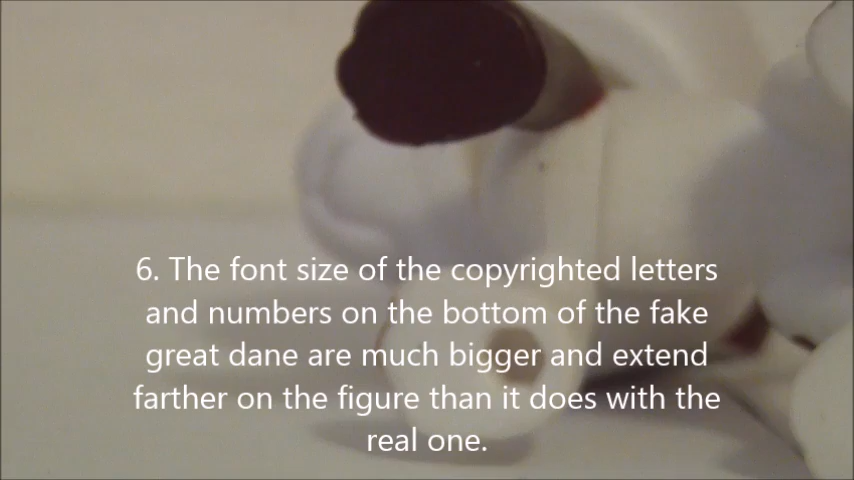 6. The font size of the copyrighted letters
and numbers on the bottom of the fake
great dane are much bigger and extend
farther on the figure than it does with the
real one.